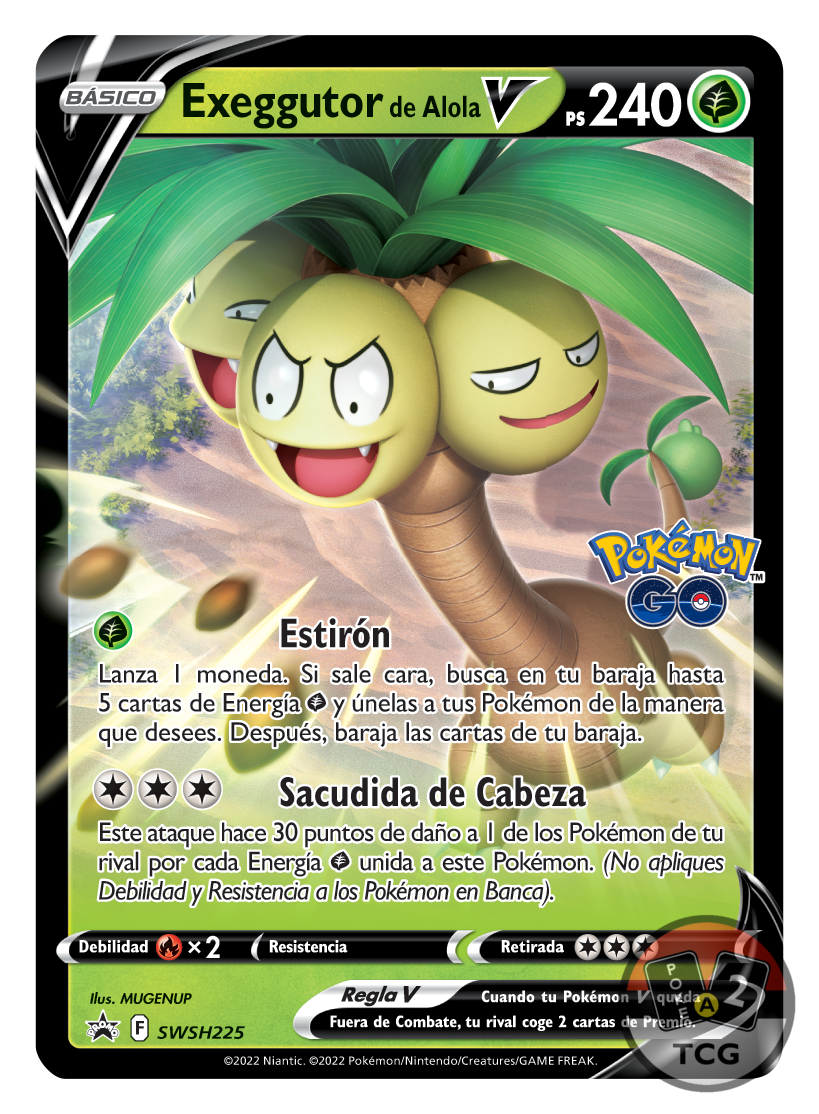 BÁSICO Exeggutor de Alola V PS 240
POKéMON TM
GO
Estirón
Lanza 1 moneda. Si sale cara, busca en tu baraja hasta
5 cartas de Energía y únelas a tus Pokémon de la manera
que desees. Después, baraja las cartas de tu baraja.
Sacudida de Cabeza
Este ataque hace 30 puntos de daño a 1 de los Pokémon de tu
rival por cada Energía unida a este Pokémon. (No apliques
Debilidad y Resistencia a los Pokémon en Banca).
Debilidad ×2 Resistencia Retirada
Ilus. MUGENUP
Regla V Cuando tu Pokémon V queda
Fuera de Combate, tu rival coge 2 cartas de Premio.
PROMO F SWSH225
POKE A 2
TCG
©2022 Niantic. ©2022 Pokémon/Nintendo/Creatures/GAME FREAK.